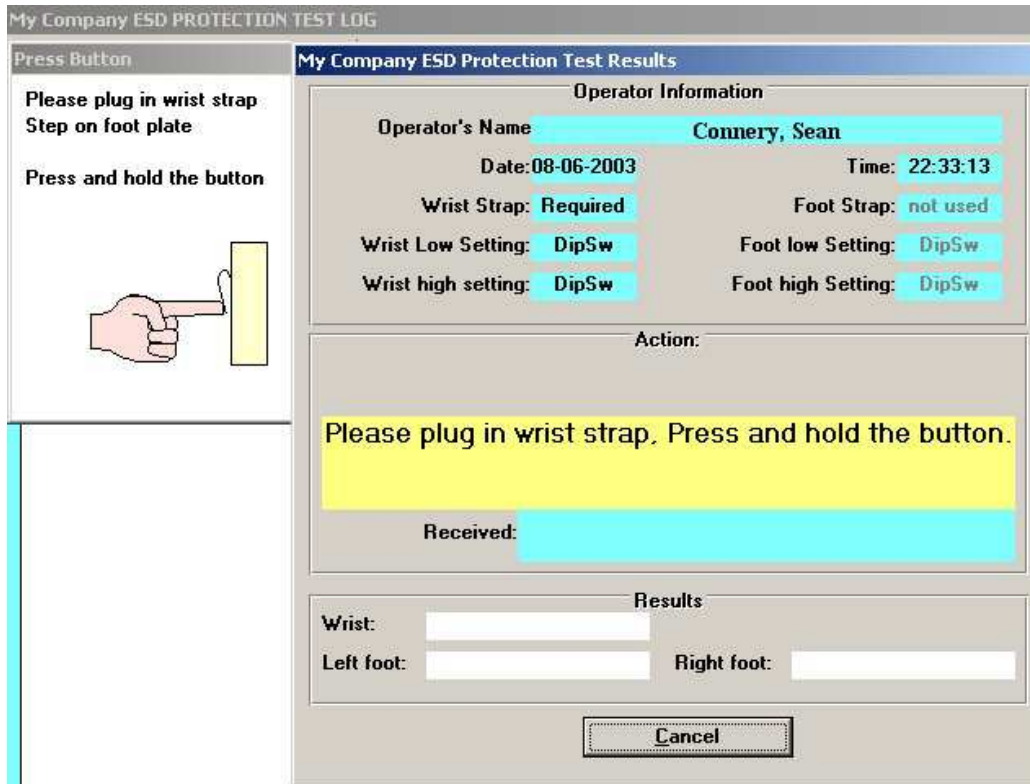 My Company ESD PROTECTION TEST LOG
Press Button
Please plug in wrist strap
Step on foot plate
Press and hold the button
My Company ESD Protection Test Results
Operator Information
Operator's Name Connery, Sean
Date: 08-06-2003 Time: 22:33:13
Wrist Strap: Required Foot Strap: not used
Wrist Low Setting: DipSw Foot low Setting: DipSw
Wrist high setting: DipSw Foot high Setting: DipSw
Action:
Please plug in wrist strap, Press and hold the button.
Received:
Results
Wrist:
Left foot: Right foot:
Cancel